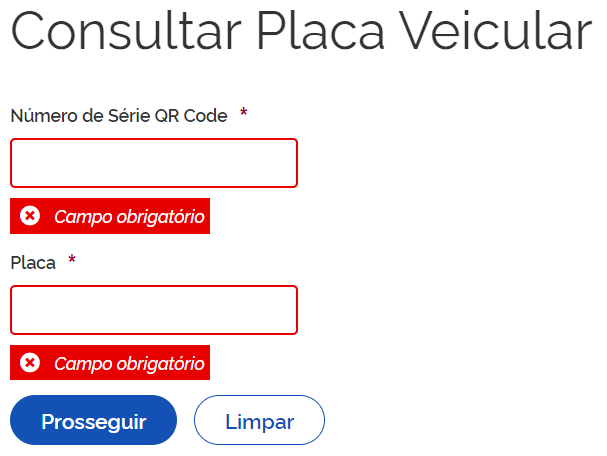 Consultar Placa Veicular
Número de Série QR Code *
Campo obrigatório
Placa *
Campo obrigatório
Prosseguir Limpar